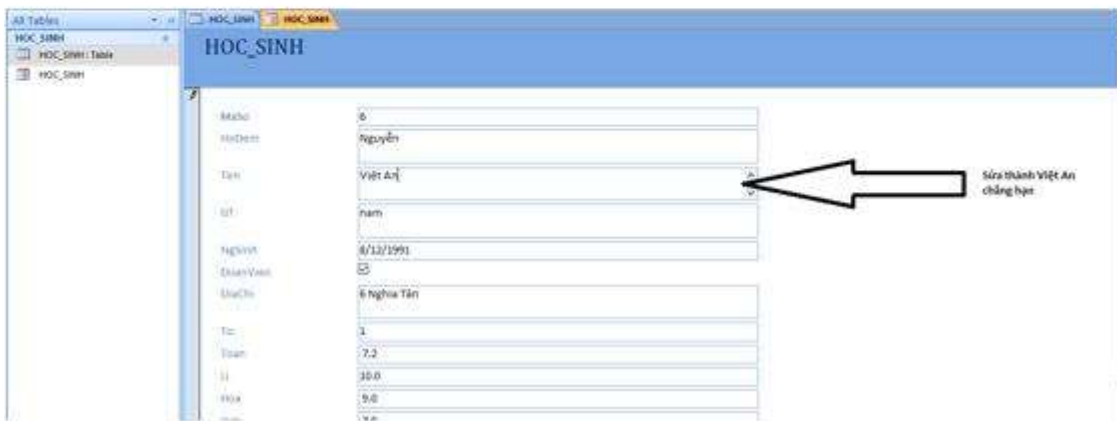 All Tables
HOC_SINH
HOC_SINH
HOC_SINH
HOC_SINH : Table
HOC_SINH
HOC_SINH
MaSo
6
HoDem
Nguyễn
Ten
Việt An
Sửa thành Việt An
chẳng hạn
GT
nam
NgSinh
8/12/1991
DoanVien
DiaChi
6 Nghĩa Tân
To
1
Toan
7.2
Li
10.0
Hoa
9.0